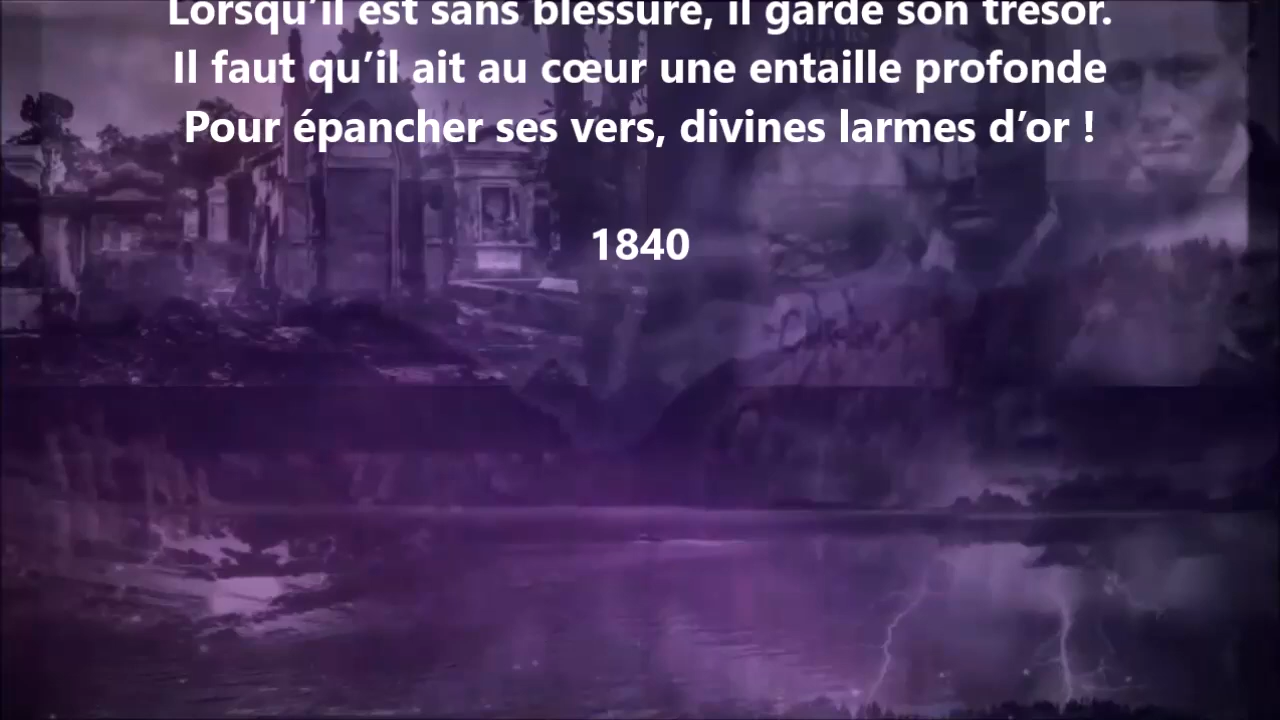 Lorsqu’il est sans blessure, il garde son trésor.
Il faut qu’il ait au cœur une entaille profonde
Pour épancher ses vers, divines larmes d’or !
1840